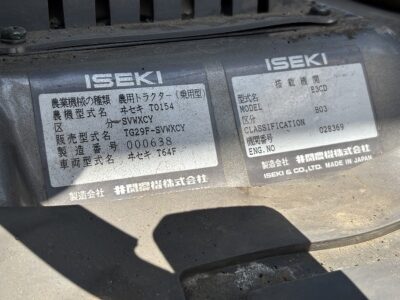 ISEKI
農業機械の種類 農用トラクター(乗用型)
農機型式名 ヰセキ T0154
区分 SVWXCY
販売型式名 TG29F-SVWXCY
製造番号 000638
車両型式名 ヰセキ T64F
製造会社 井関農機株式会社
ISEKI
搭載機関
型式名 E3CD
MODEL
区分 B03
CLASSIFICATION
機関番号 028369
ENG.NO
製造会社 井関農機株式会社
ISEKI & CO.,LTD. MADE IN JAPAN